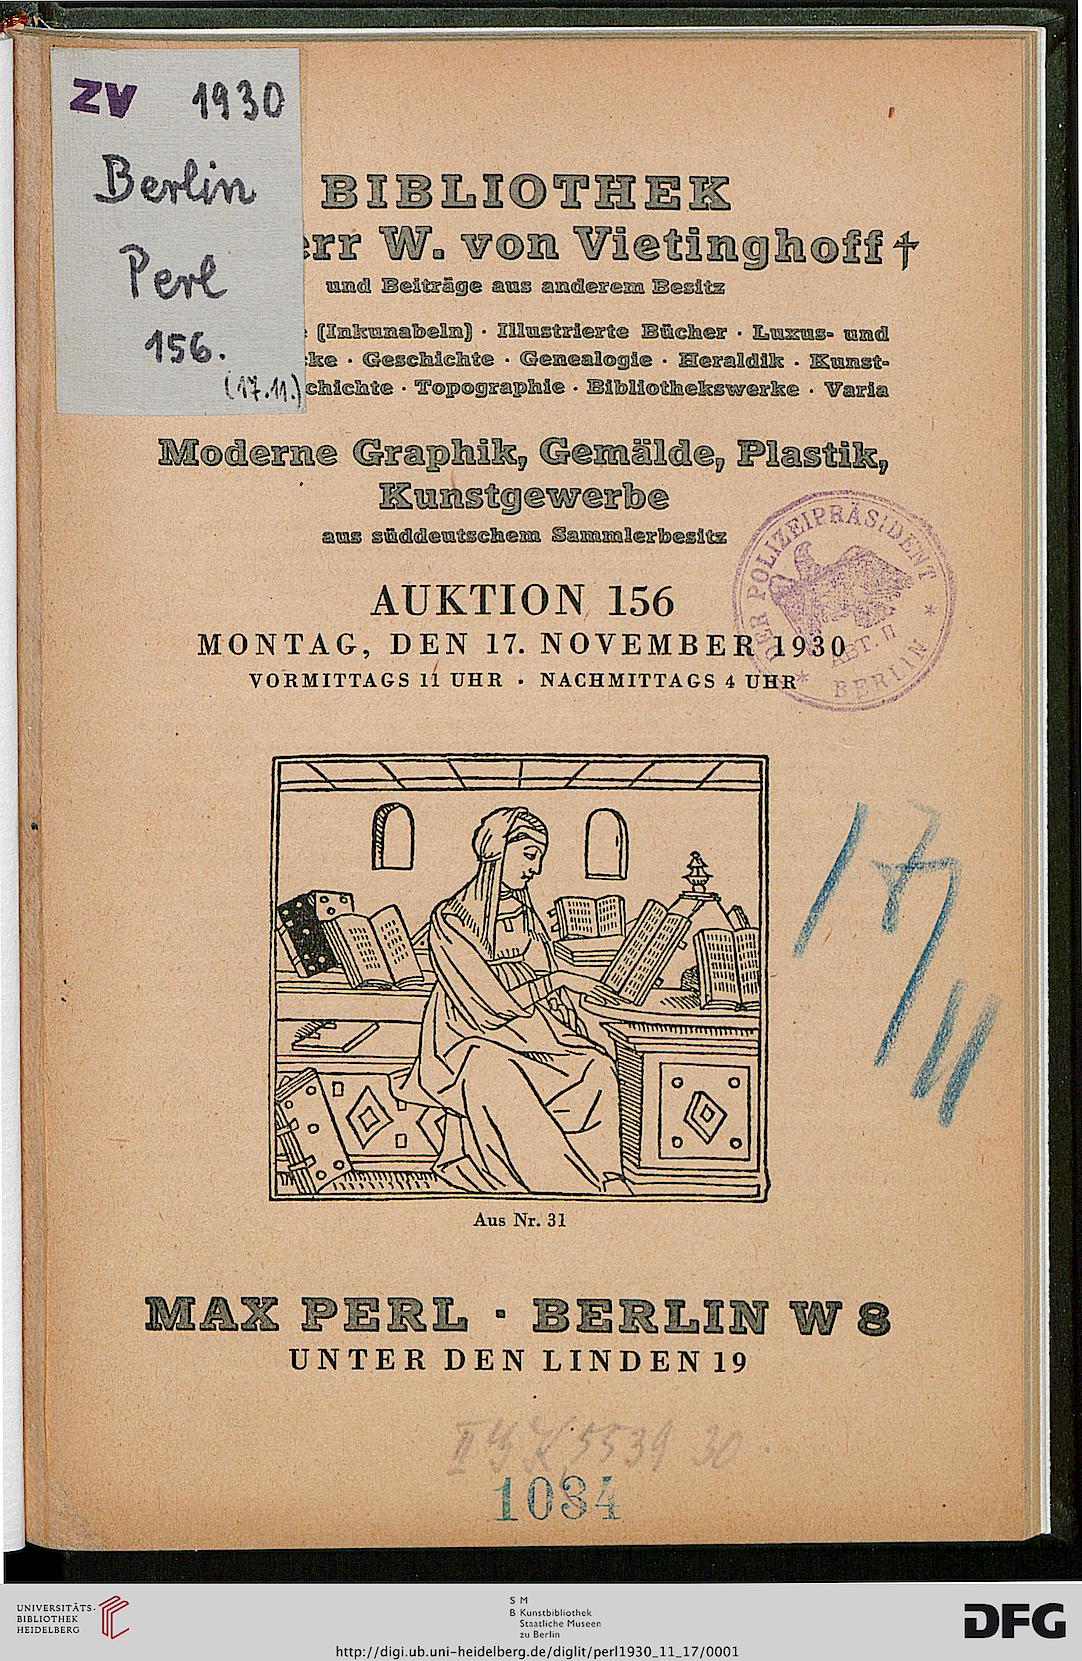 ZV 1930
Berlin
Perl
156.
(17.11.)
BIBLIOTHEK
err W. von Vietinghoff †
und Beiträge aus anderem Besitz
(Inkunabeln) · Illustrierte Bücher · Luxus- und
ke · Geschichte · Genealogie · Heraldik · Kunst-
chichte · Topographie · Bibliothekswerke · Varia
Moderne Graphik, Gemälde, Plastik,
Kunstgewerbe
aus süddeutschem Sammlerbesitz
DER POLIZEIPRÄSIDENT
ABT. II
* BERLIN *
AUKTION 156
MONTAG, DEN 17. NOVEMBER 1930
VORMITTAGS 11 UHR · NACHMITTAGS 4 UHR
17
11
Aus Nr. 31
MAX PERL · BERLIN W 8
UNTER DEN LINDEN 19
5539 30
1034
UNIVERSITÄTS-
BIBLIOTHEK
HEIDELBERG
S M
B Kunstbibliothek
Staatliche Museen
zu Berlin
DFG
http://digi.ub.uni-heidelberg.de/diglit/perl1930_11_17/0001